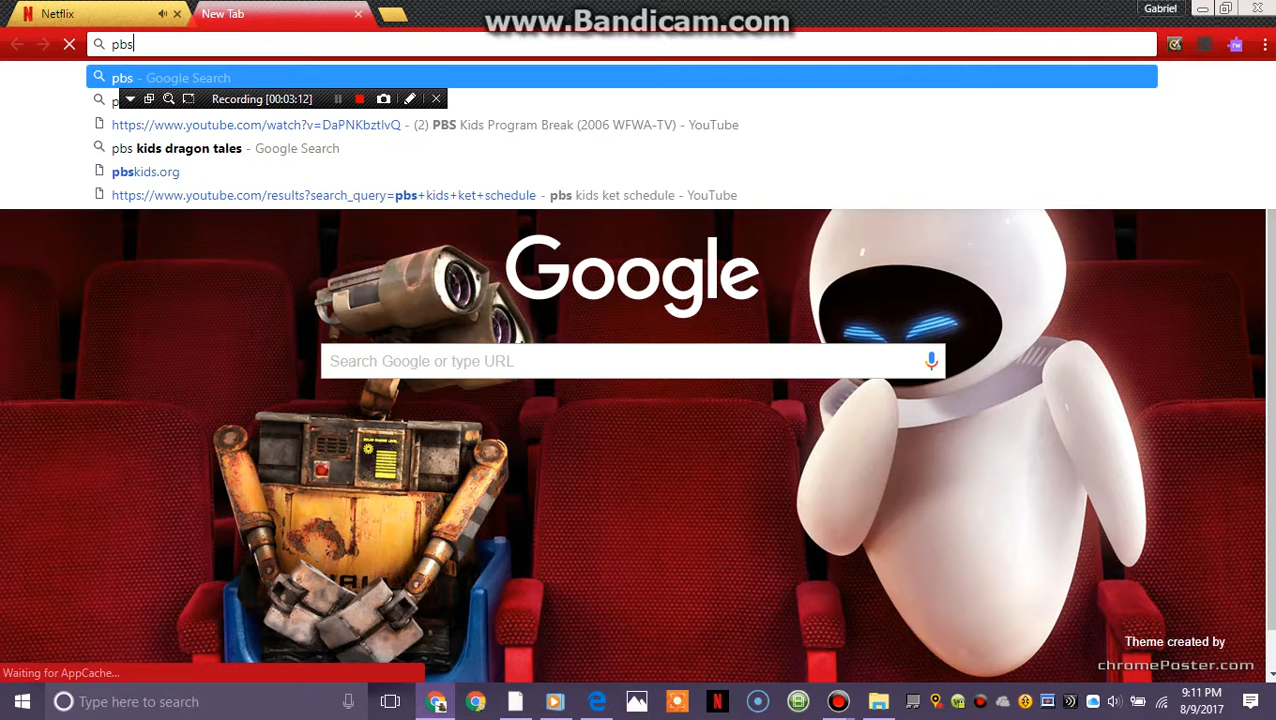 Netflix
New Tab
www.Bandicam.com
Gabriel
pbs
pbs - Google Search
p
Recording [00:03:12]
https://www.youtube.com/watch?v=DaPNKbztlvQ - (2) PBS Kids Program Break (2006 WFWA-TV) - YouTube
pbs kids dragon tales - Google Search
pbskids.org
https://www.youtube.com/results?search_query=pbs+kids+ket+schedule - pbs kids ket schedule - YouTube
Google
Search Google or type URL
Theme created by
chromePoster.com
Waiting for AppCache...
Type here to search
9:11 PM
8/9/2017